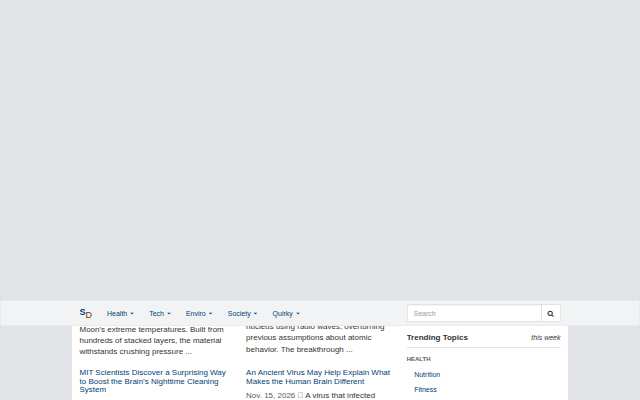 SD Health Tech Enviro Society Quirky Search
Moon's extreme temperatures. Built from
hundreds of stacked layers, the material
withstands crushing pressure ...
MIT Scientists Discover a Surprising Way
to Boost the Brain's Nighttime Cleaning
System
nucleus using radio waves, overturning
previous assumptions about atomic
behavior. The breakthrough ...
An Ancient Virus May Help Explain What
Makes the Human Brain Different
Nov. 15, 2026 A virus that infected
Trending Topics this week
HEALTH
Nutrition
Fitness